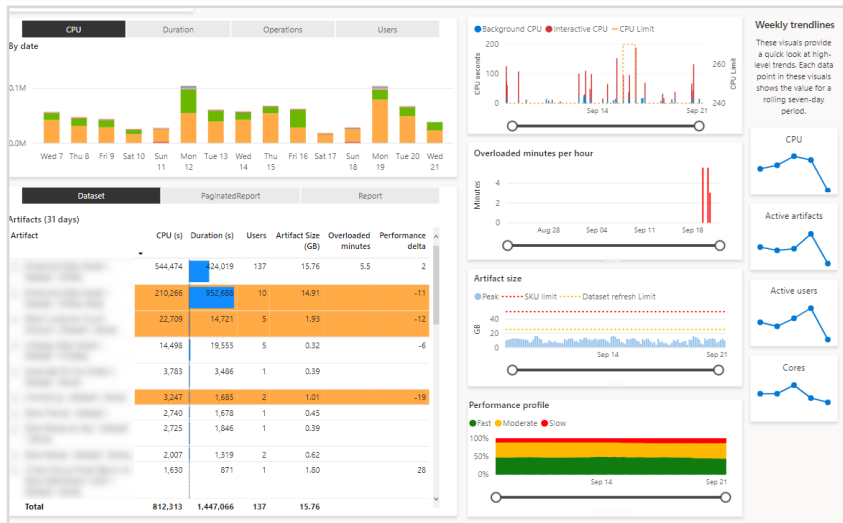 CPU Duration Operations Users
By date
0.1M
0.0M
Wed 7 Thu 8 Fri 9 Sat 10 Sun 11 Mon 12 Tue 13 Wed 14 Thu 15 Fri 16 Sat 17 Sun 18 Mon 19 Tue 20 Wed 21
Dataset PaginatedReport Report
Artifacts (31 days)
Artifact CPU (s) Duration (s) Users Artifact Size (GB) Overloaded minutes Performance delta
544,474 424,019 137 15.76 5.5 2
210,266 952,688 10 14.91 -11
22,709 14,721 5 1.93 -12
14,498 19,555 5 0.32 -6
3,783 3,486 1 0.39
3,247 1,685 2 1.01 -19
2,740 1,678 1 0.45
2,725 1,846 1 0.39
2,007 1,319 2 0.62
1,630 871 1 1.80 28
Total 812,313 1,447,066 137 15.76
Background CPU Interactive CPU CPU Limit
CPU seconds
200
100
0
CPU Limit
260
240
Sep 14 Sep 21
Overloaded minutes per hour
Minutes
4
2
0
Aug 28 Sep 04 Sep 11 Sep 18
Artifact size
Peak SKU limit Dataset refresh Limit
GB
40
20
0
Sep 14 Sep 21
Performance profile
Fast Moderate Slow
100%
50%
0%
Sep 14 Sep 21
Weekly trendlines
These visuals provide
a quick look at high-
level trends. Each data
point in these visuals
shows the value for a
rolling seven-day
period.
CPU
Active artifacts
Active users
Cores